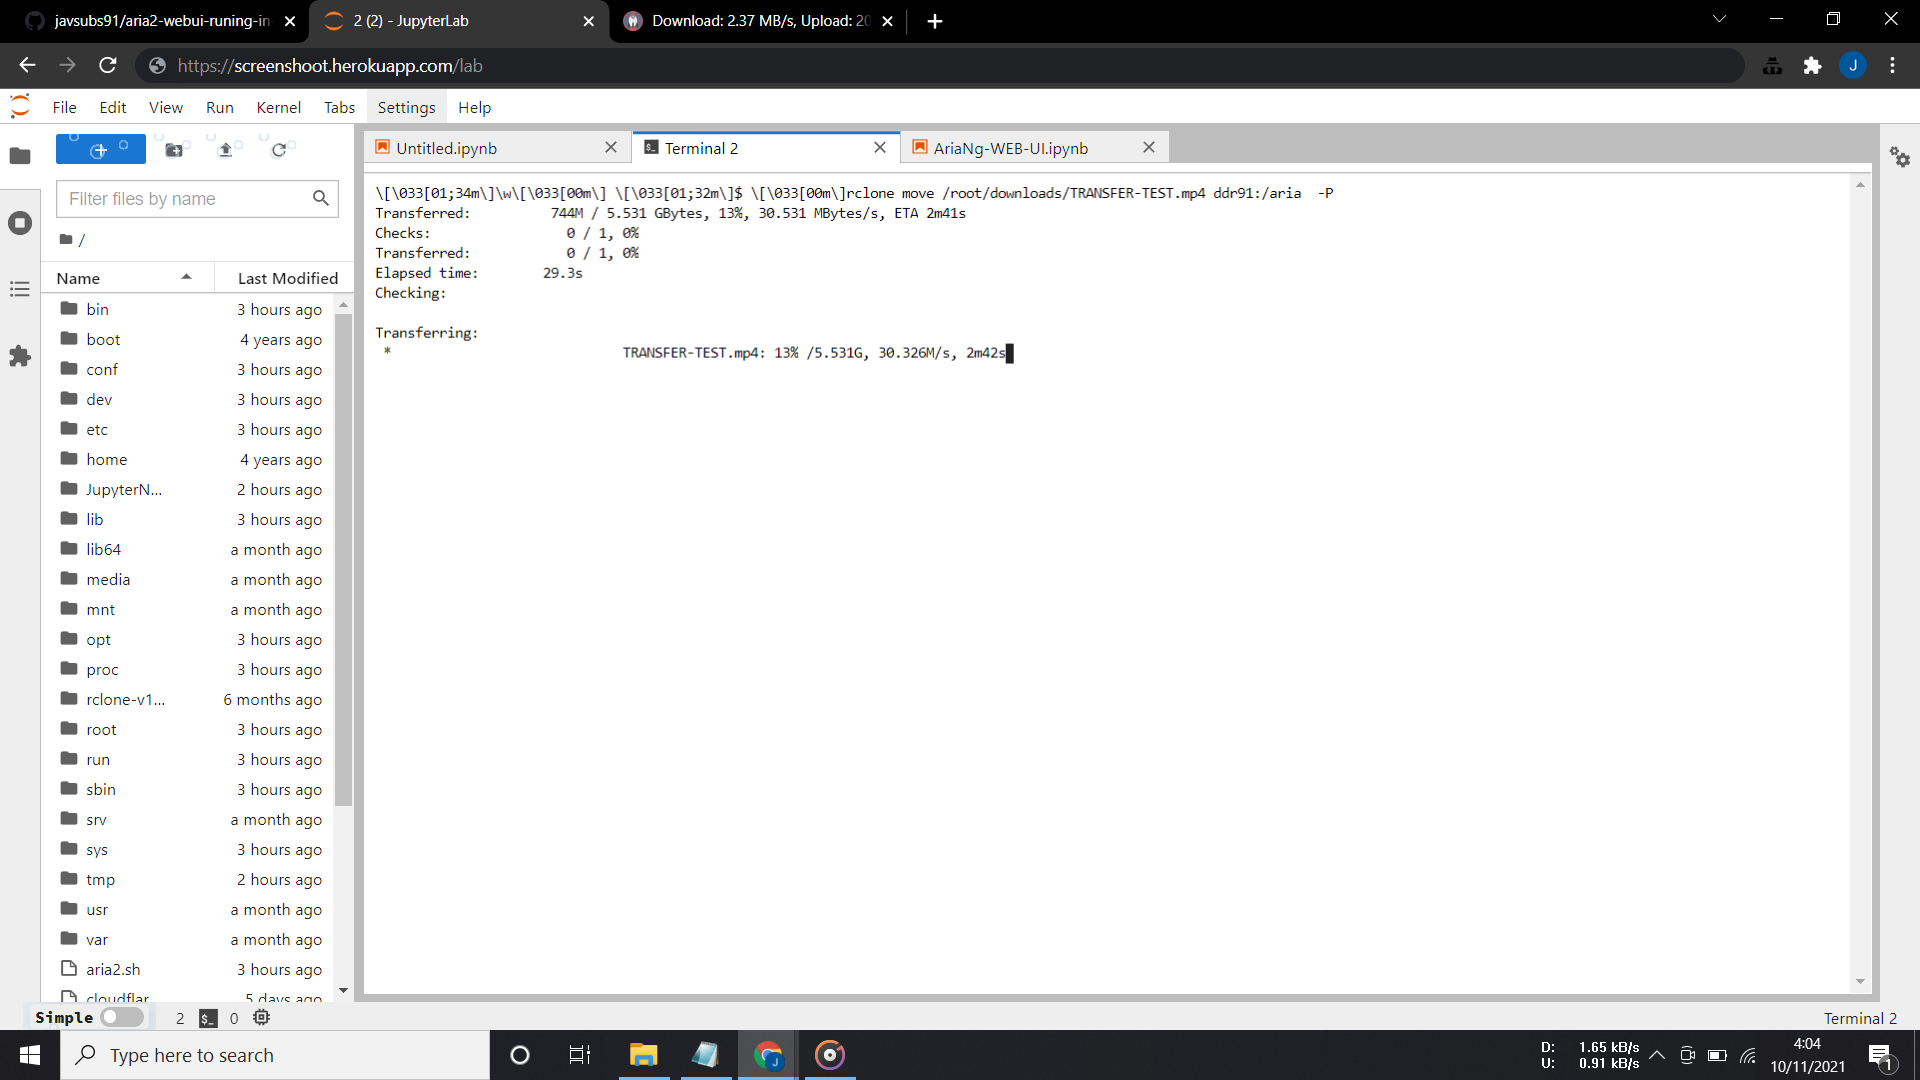 javsubs91/aria2-webui-runing-in-
2 (2) - JupyterLab
Download: 2.37 MB/s, Upload: 20
https://screenshoot.herokuapp.com/lab
J
File Edit View Run Kernel Tabs Settings Help
Untitled.ipynb
Terminal 2
AriaNg-WEB-UI.ipynb
Filter files by name
/
Name Last Modified
bin 3 hours ago
boot 4 years ago
conf 3 hours ago
dev 3 hours ago
etc 3 hours ago
home 4 years ago
JupyterN... 2 hours ago
lib 3 hours ago
lib64 a month ago
media a month ago
mnt a month ago
opt 3 hours ago
proc 3 hours ago
rclone-v1... 6 months ago
root 3 hours ago
run 3 hours ago
sbin 3 hours ago
srv a month ago
sys 3 hours ago
tmp 2 hours ago
usr a month ago
var a month ago
aria2.sh 3 hours ago
cloudflar 5 days ago
\[\033[01;34m\]\w\[\033[00m\] \[\033[01;32m\]$ \[\033[00m\]rclone move /root/downloads/TRANSFER-TEST.mp4 ddr91:/aria -P
Transferred: 744M / 5.531 GBytes, 13%, 30.531 MBytes/s, ETA 2m41s
Checks: 0 / 1, 0%
Transferred: 0 / 1, 0%
Elapsed time: 29.3s
Checking:
Transferring:
* TRANSFER-TEST.mp4: 13% /5.531G, 30.326M/s, 2m42s
Simple 2 $_ 0
Terminal 2
Type here to search
J
D: 1.65 kB/s
U: 0.91 kB/s
4:04
10/11/2021
1